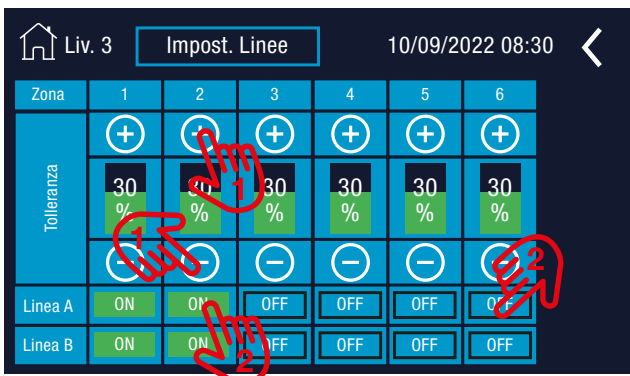 Liv. 3 Impost. Linee 10/09/2022 08:30
Zona 1 2 3 4 5 6
Tolleranza
+ + + + + +
30 30 30 30 30 30
% % % % % %
1
1
- - - - - -
2
Linea A ON ON OFF OFF OFF OFF
Linea B ON ON OFF OFF OFF OFF
2